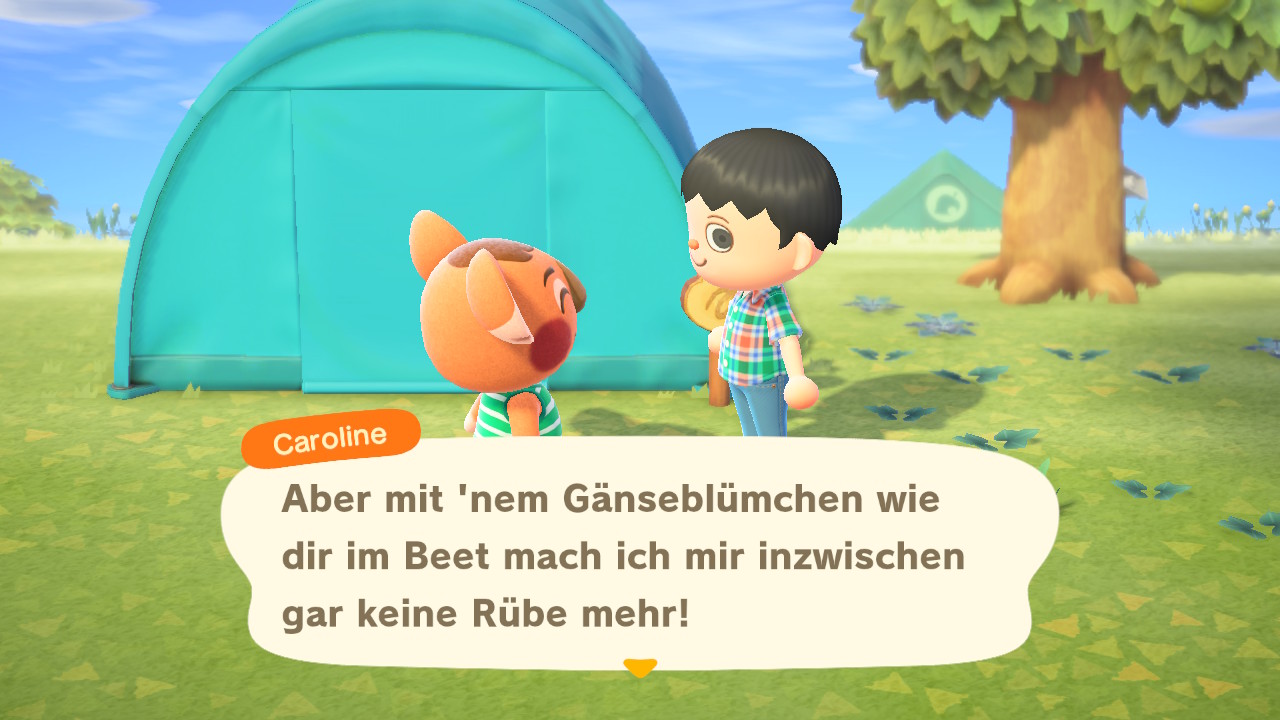 Caroline
Aber mit 'nem Gänseblümchen wie
dir im Beet mach ich mir inzwischen
gar keine Rübe mehr!